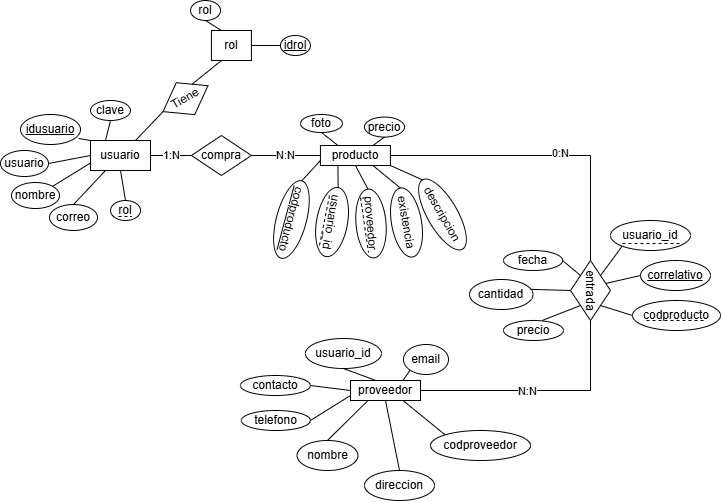 rol
rol
idrol
Tiene
clave
idusuario
usuario
usuario
nombre
correo
rol
1:N
compra
N:N
foto
precio
producto
0:N
codproducto
usuario_id
proveedor
existencia
descripcion
usuario_id
fecha
correlativo
entrada
cantidad
codproducto
precio
usuario_id
email
contacto
proveedor
N:N
telefono
nombre
codproveedor
direccion